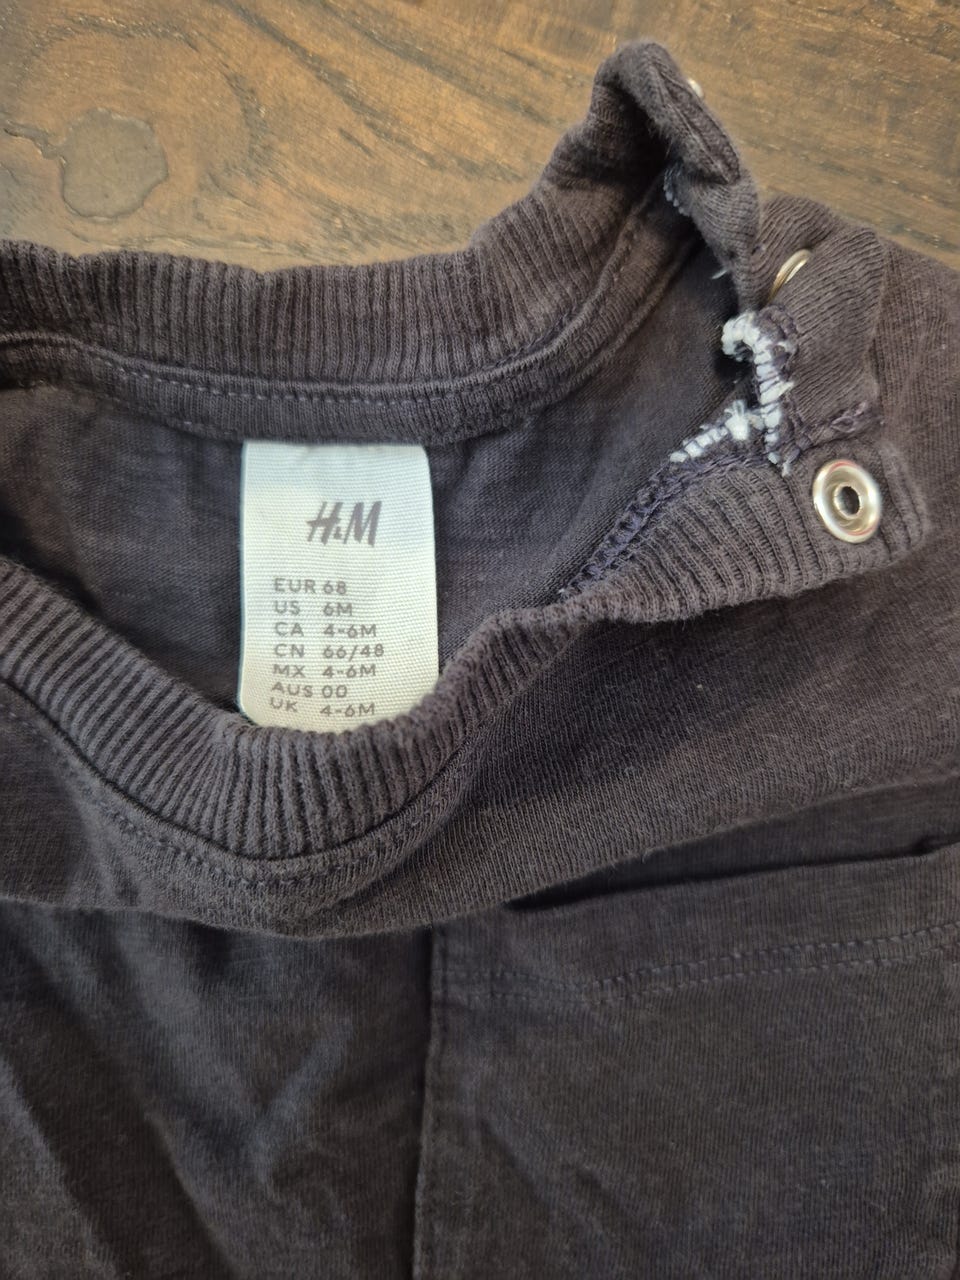 H&M
EUR 68
US 6M
CA 4-6M
CN 66/48
MX 4-6M
AUS 00
UK 4-6M